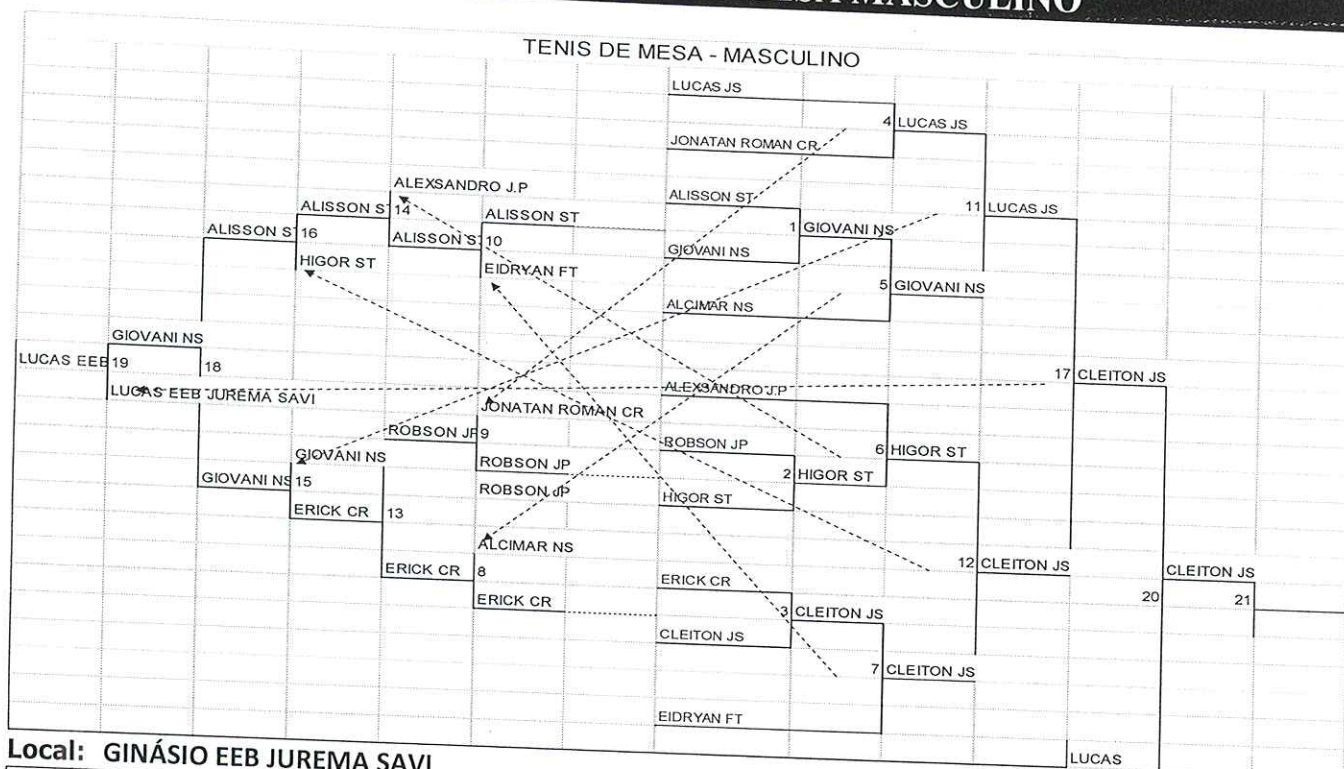 MASCULINO
TENIS DE MESA - MASCULINO
LUCAS JS
4 LUCAS JS
JONATAN ROMAN CR
ALEXSANDRO J.P
ALISSON ST
ALISSON ST
14
11 LUCAS JS
ALISSON ST
ALISSON ST
16
1 GIOVANI NS
ALISSON ST
10
HIGOR ST
GIOVANI NS
EIDRYAN FT
5 GIOVANI NS
ALCIMAR NS
GIOVANI NS
LUCAS EEB
19
18
17 CLEITON JS
LUCAS EEB JUREMA SAVI
ALEXSANDRO J.P
JONATAN ROMAN CR
ROBSON JP
9
ROBSON JP
6 HIGOR ST
GIOVANI NS
ROBSON JP
2 HIGOR ST
GIOVANI NS
15
ROBSON JP
HIGOR ST
ERICK CR
13
ALCIMAR NS
12 CLEITON JS
CLEITON JS
ERICK CR
8
ERICK CR
20
21
ERICK CR
3 CLEITON JS
CLEITON JS
7 CLEITON JS
EIDRYAN FT
LUCAS
Local: GINÁSIO EEB JUREMA SAVI